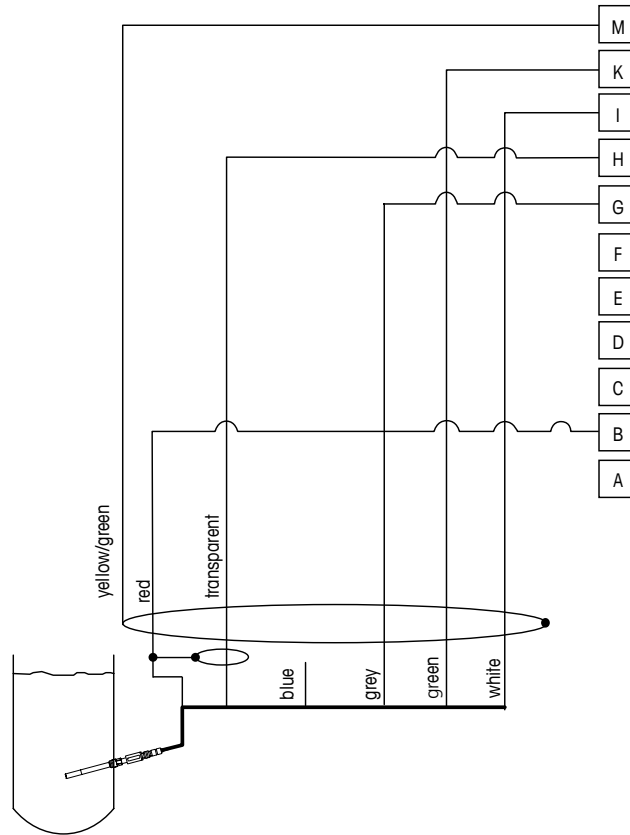 M
K
I
H
G
F
E
D
C
B
A
yellow/green
red
transparent
blue
grey
green
white